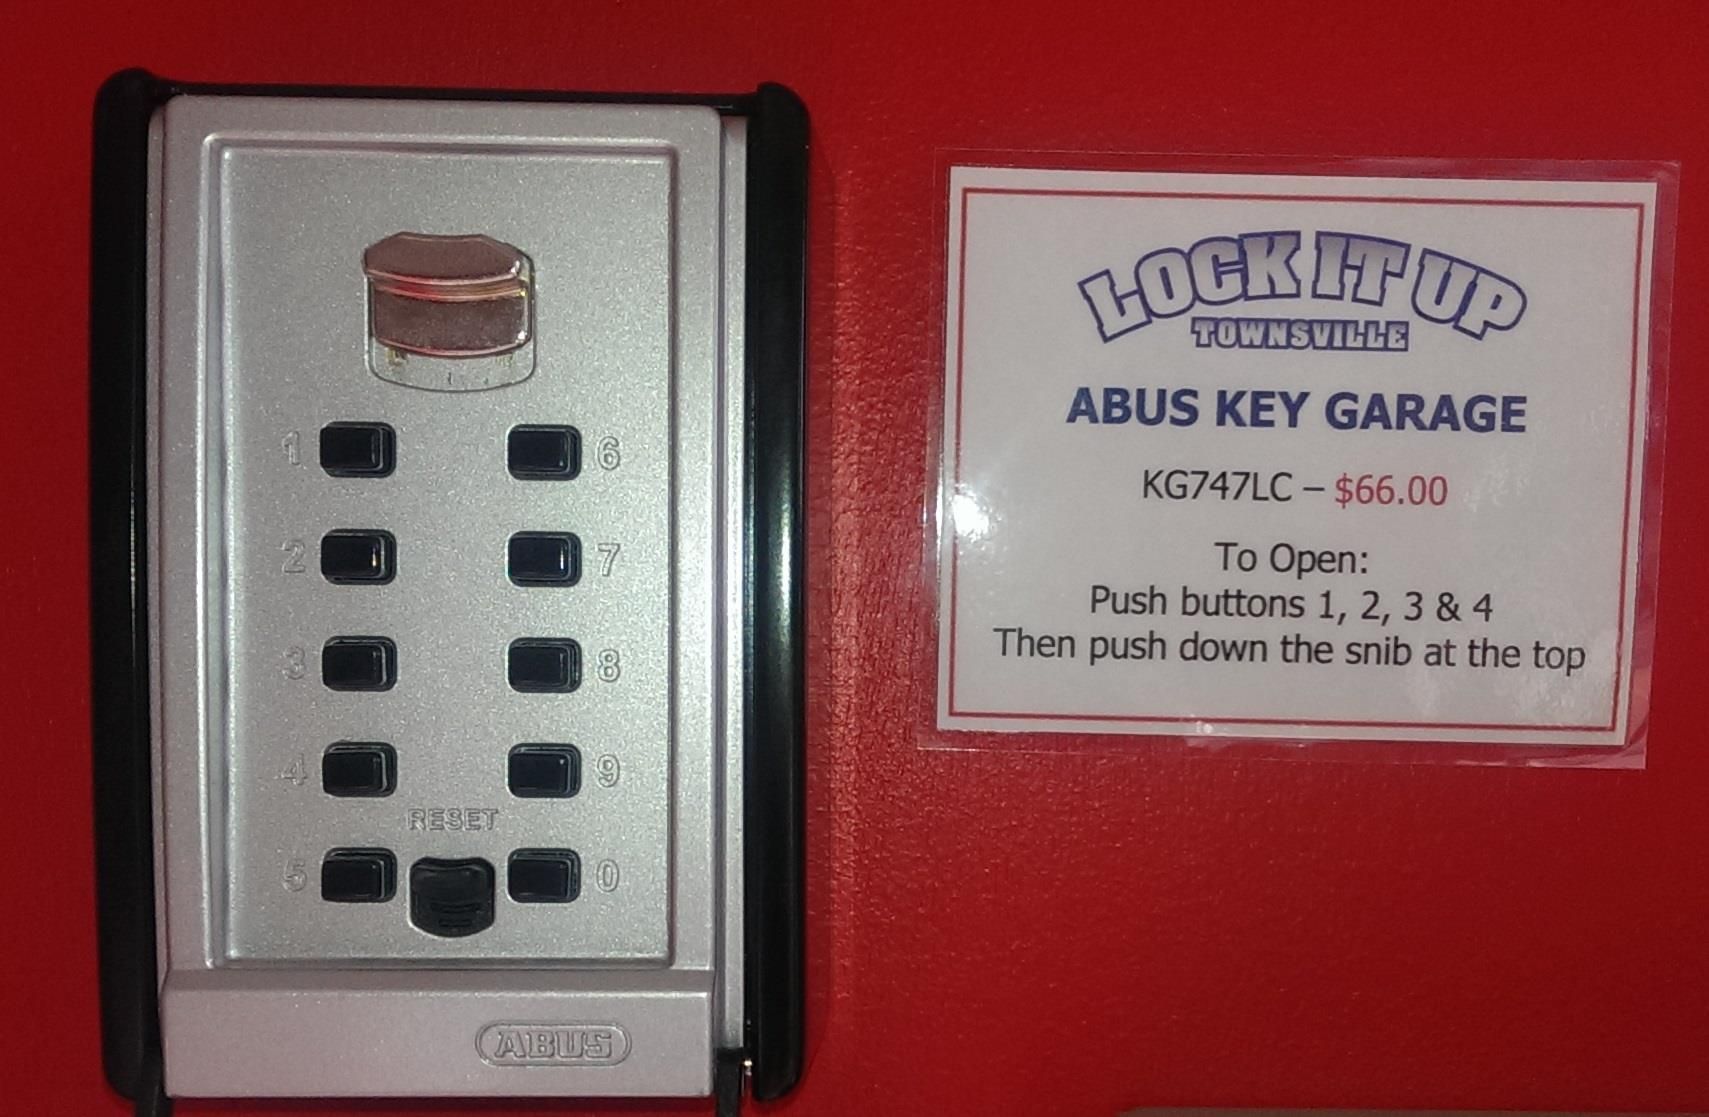 1 6
2 7
3 8
4 9
RESET
5 0
ABUS
LOCK IT UP
TOWNSVILLE
ABUS KEY GARAGE
KG747LC – $66.00
To Open:
Push buttons 1, 2, 3 & 4
Then push down the snib at the top